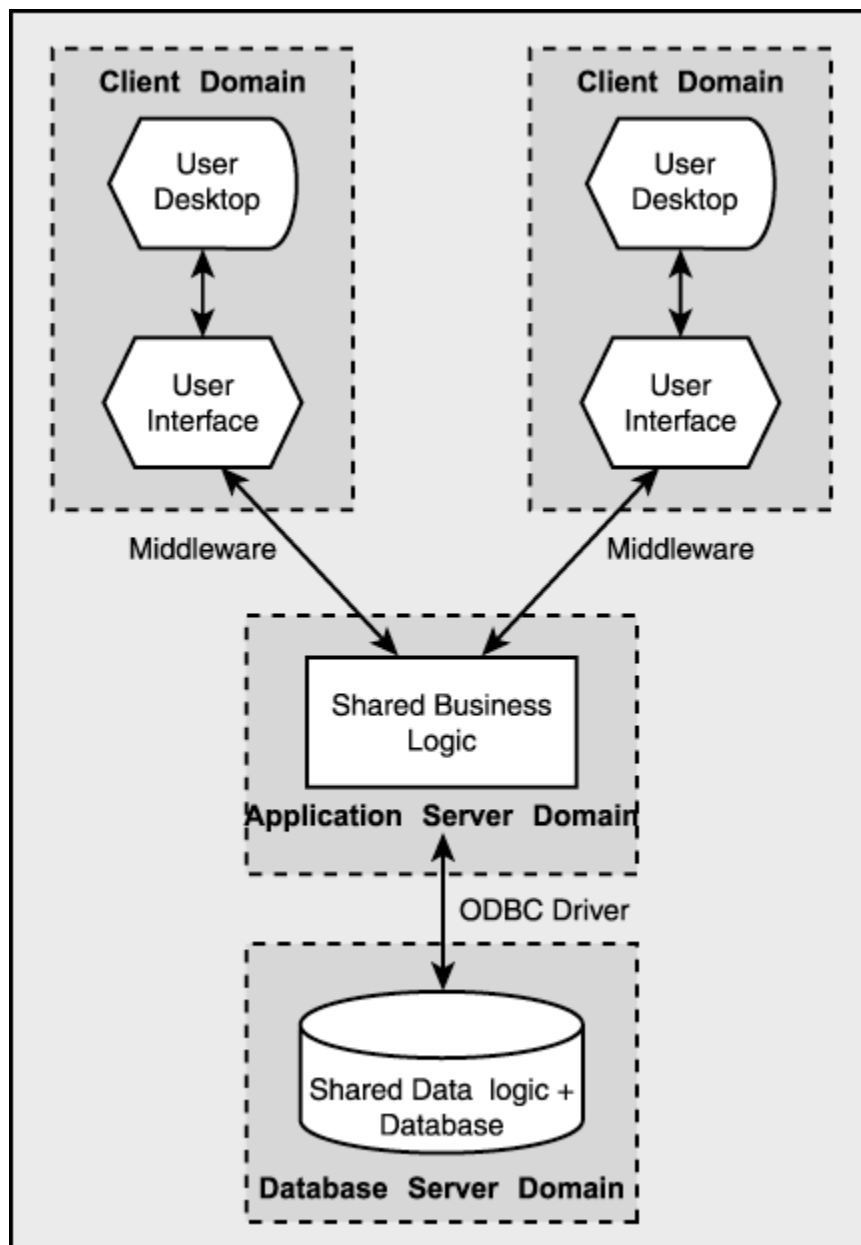 Client Domain
User
Desktop
User
Interface
Client Domain
User
Desktop
User
Interface
Middleware
Middleware
Shared Business
Logic
Application Server Domain
ODBC Driver
Shared Data logic +
Database
Database Server Domain